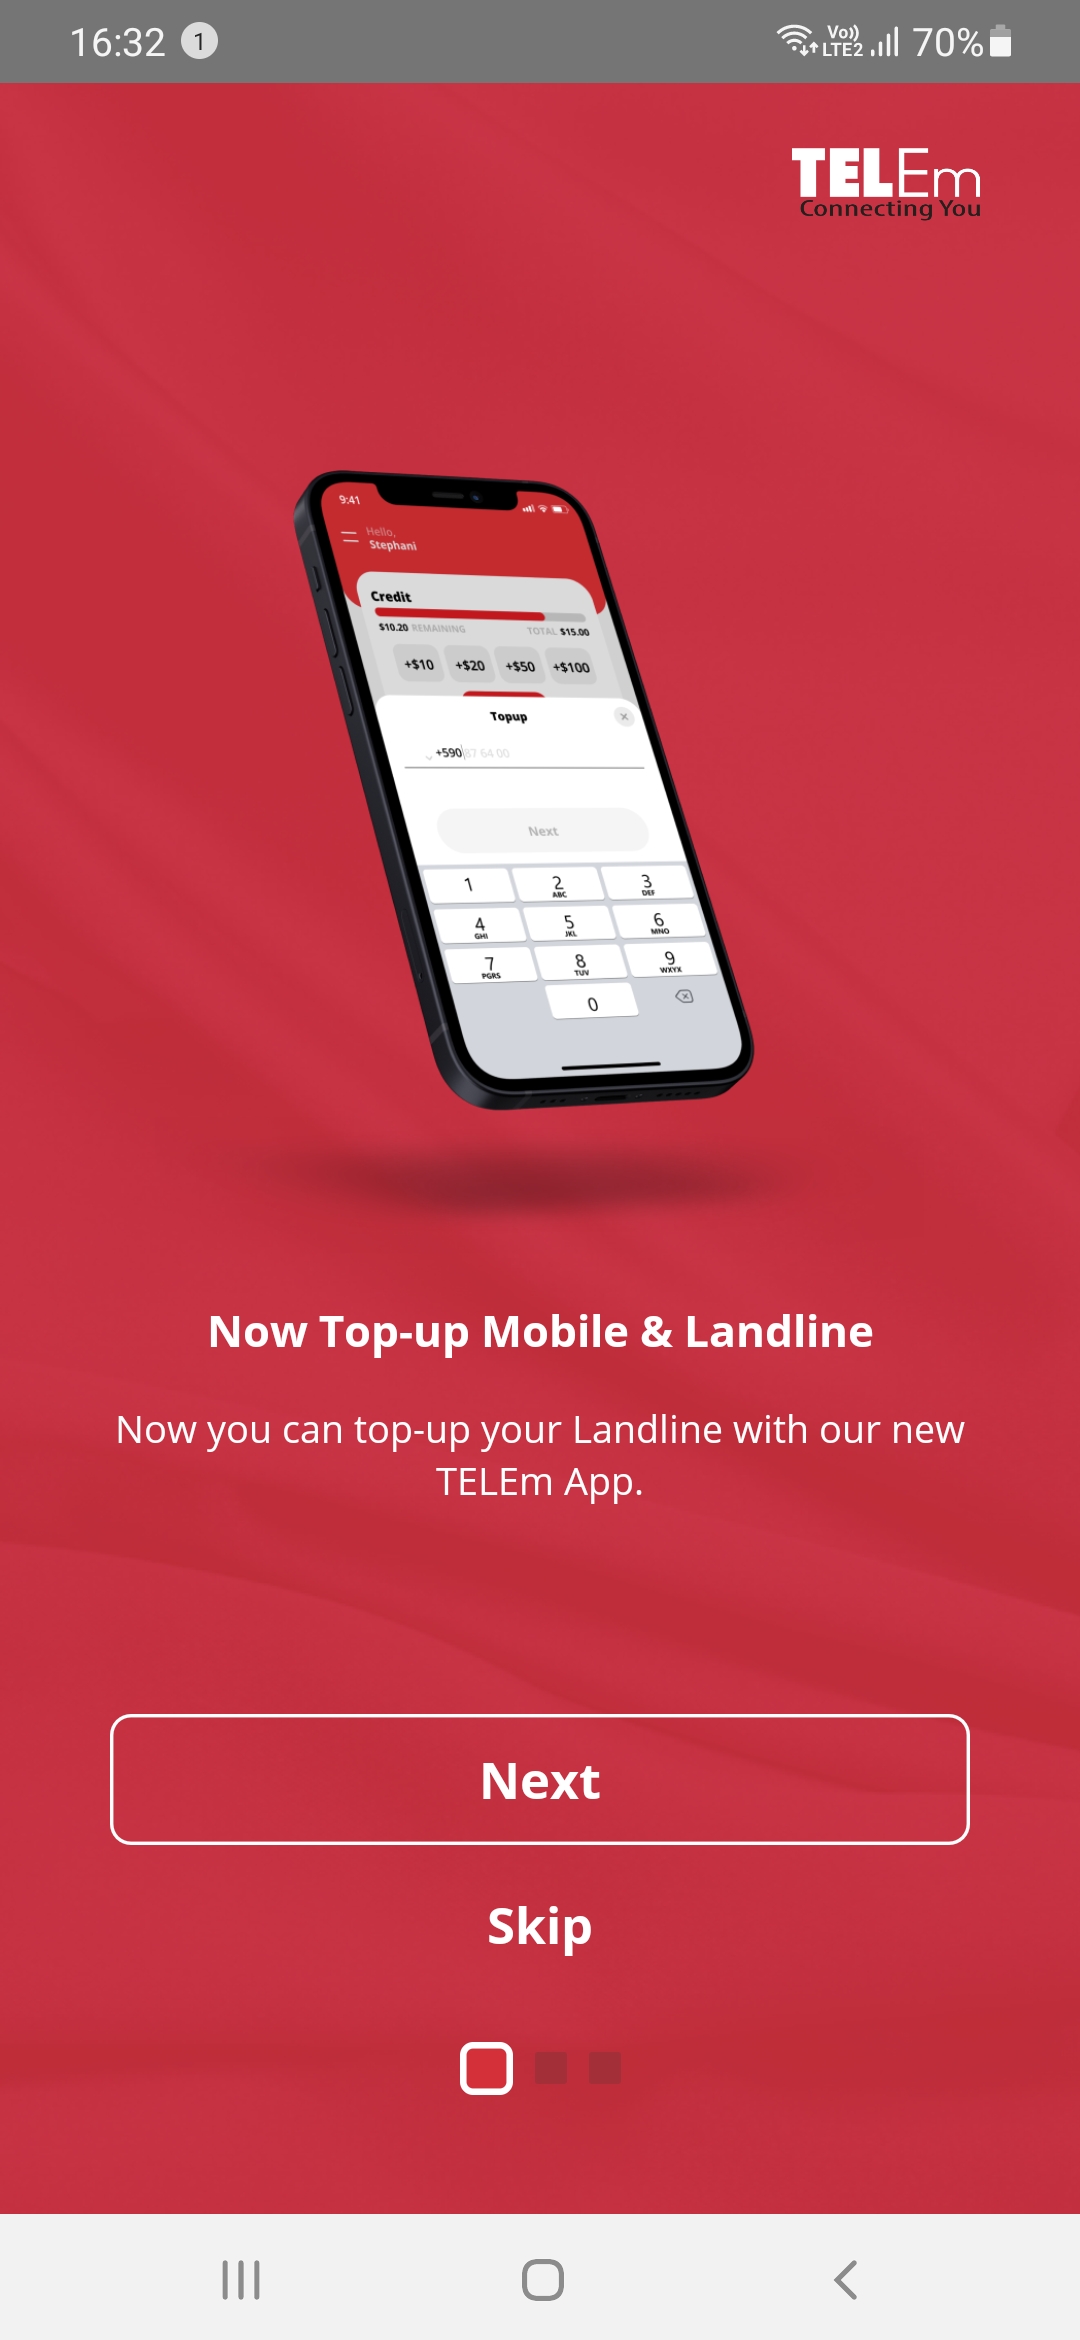 16:32 1 Vo)) LTE2 70%
TELEm
Connecting You
9:41
Hello,
Stephani
Credit
$10.20 REMAINING TOTAL $15.00
+$10 +$20 +$50 +$100
Topup
+590 87 64 00
Next
1 2 ABC 3 DEF
4 GHI 5 JKL 6 MNO
7 PGRS 8 TUV 9 WXYX
0
Now Top-up Mobile & Landline
Now you can top-up your Landline with our new
TELEm App.
Next
Skip